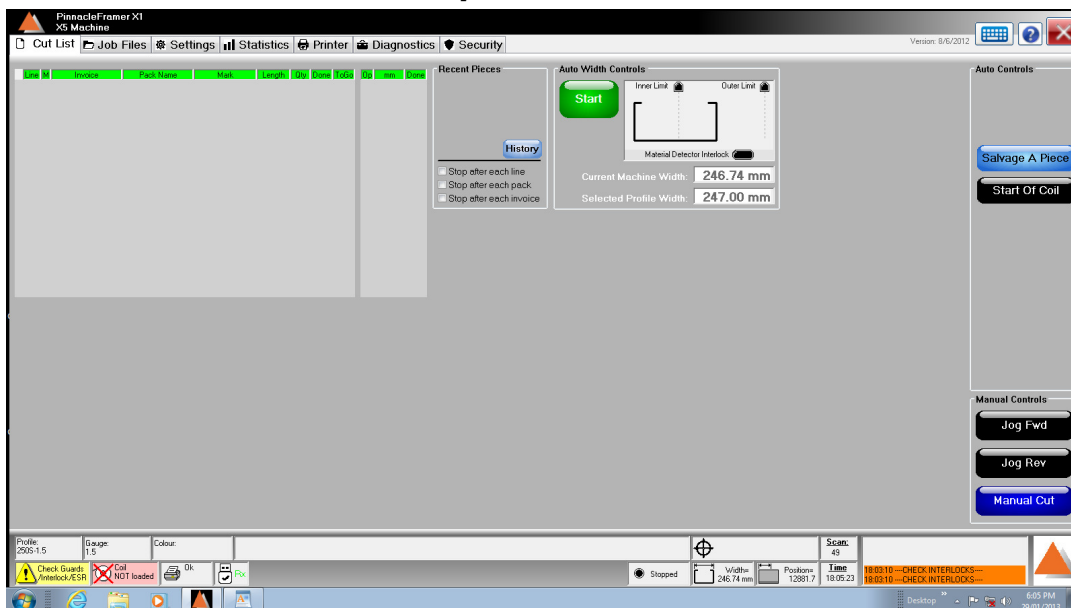 PinnacleFramer X1
X5 Machine
Cut List Job Files Settings Statistics Printer Diagnostics Security
Version: 8/6/2012
Line M Invoice Pack Name Mark Length Qty Done ToGo Op mm Done
Recent Pieces
History
Stop after each line
Stop after each pack
Stop after each invoice
Auto Width Controls
Start
Inner Limit Outer Limit
Material Detector Interlock
Current Machine Width: 246.74 mm
Selected Profile Width: 247.00 mm
Auto Controls
Salvage A Piece
Start Of Coil
Manual Controls
Jog Fwd
Jog Rev
Manual Cut
Profile:
250S-1.5
Gauge:
1.5
Colour:
Scan:
49
Check Guards
/Interlock/ESR
Coil
NOT loaded
Ok
Rx
Stopped
Width=
246.74 mm
Position=
12881.7
Time
18:05:23
18:03:10 ---CHECK INTERLOCKS----
18:03:10 ---CHECK INTERLOCKS----
Desktop
6:05 PM
29/01/2013